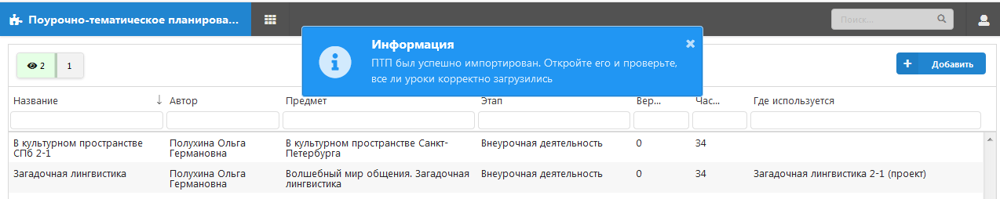 Поурочно-тематическое планирова...
Поиск...
Информация
ПТП был успешно импортирован. Откройте его и проверьте,
все ли уроки корректно загрузились
2 1
Добавить
Название Автор Предмет Этап Вер... Час... Где используется
В культурном пространстве Полухина Ольга В культурном пространстве Санкт- Внеурочная деятельность 0 34
СПб 2-1 Германовна Петербурга
Загадочная лингвистика Полухина Ольга Волшебный мир общения. Загадочная Внеурочная деятельность 0 34 Загадочная лингвистика 2-1 (проект)
Германовна лингвистика